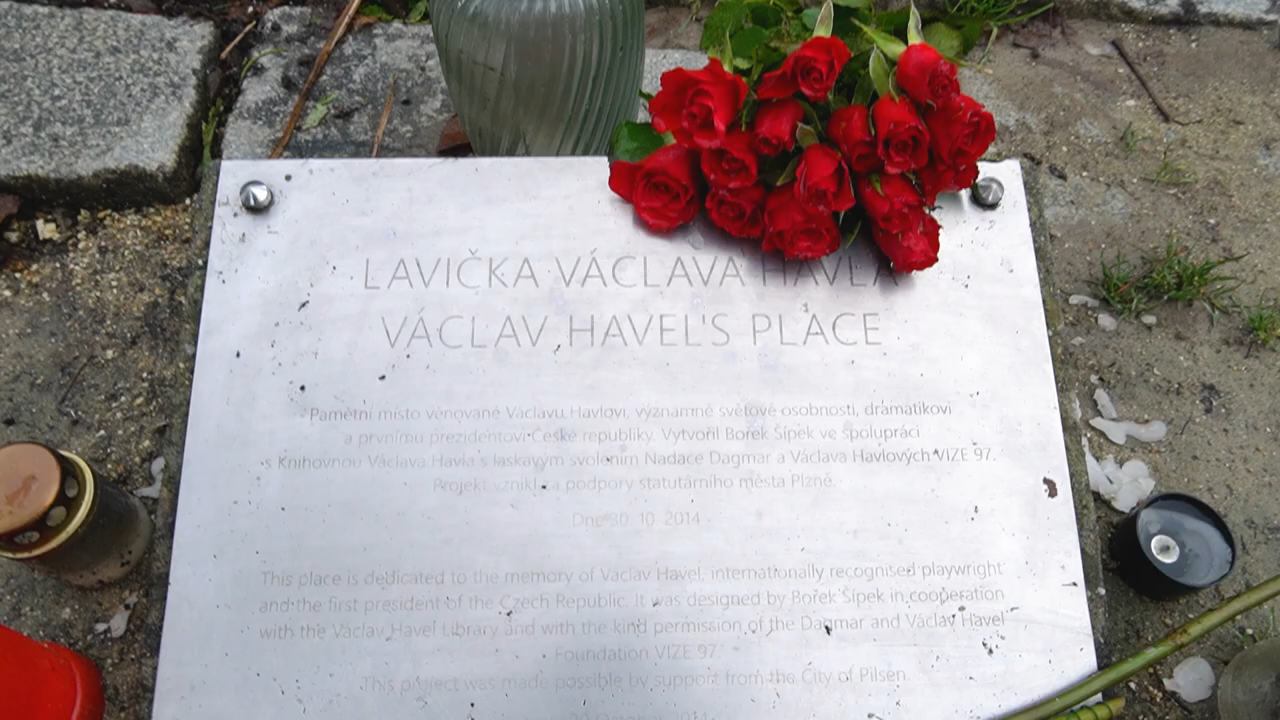 LAVIČKA VÁCLAVA HAVLA
VÁCLAV HAVEL'S PLACE
Pamětní místo věnované Václavu Havlovi, významné světové osobnosti, dramatikovi
a prvnímu prezidentovi České republiky. Vytvořil Bořek Šípek ve spolupráci
s Knihovnou Václava Havla s laskavým svolením Nadace Dagmar a Václava Havlových VIZE 97.
Projekt vznikl za podpory statutárního města Plzně.
Dne 30. 10. 2014
This place is dedicated to the memory of Václav Havel, internationally recognised playwright
and the first president of the Czech Republic. It was designed by Bořek Šípek in cooperation
with the Václav Havel Library and with the kind permission of the Dagmar and Václav Havel
Foundation VIZE 97.
This project was made possible by support from the City of Pilsen.
30 October 2014